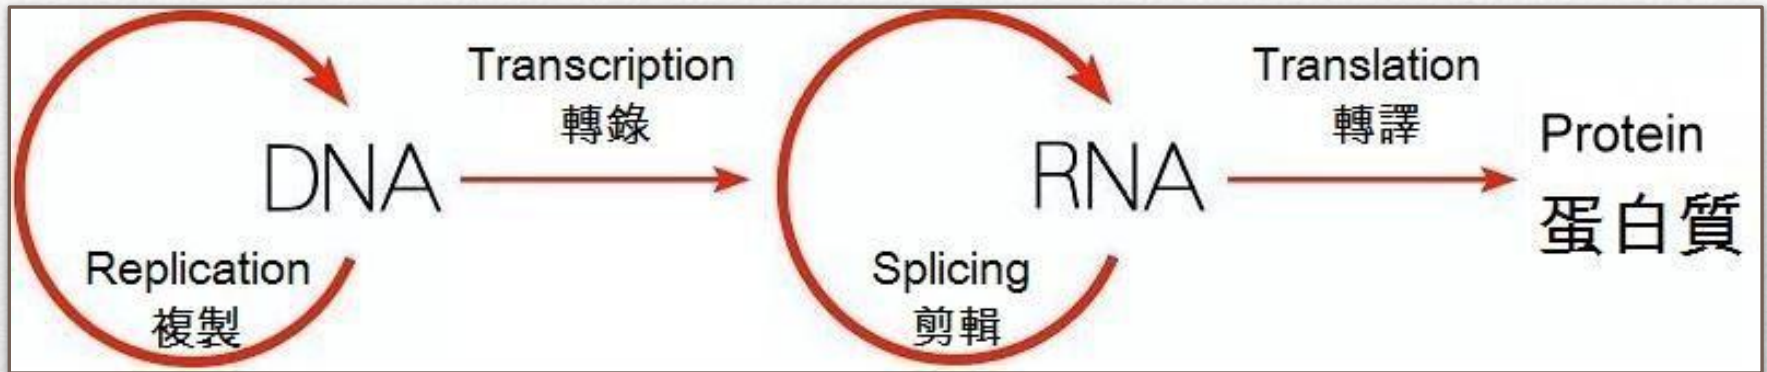 Transcription
轉錄
Translation
轉譯
DNA
RNA
Protein
蛋白質
Replication
複製
Splicing
剪輯